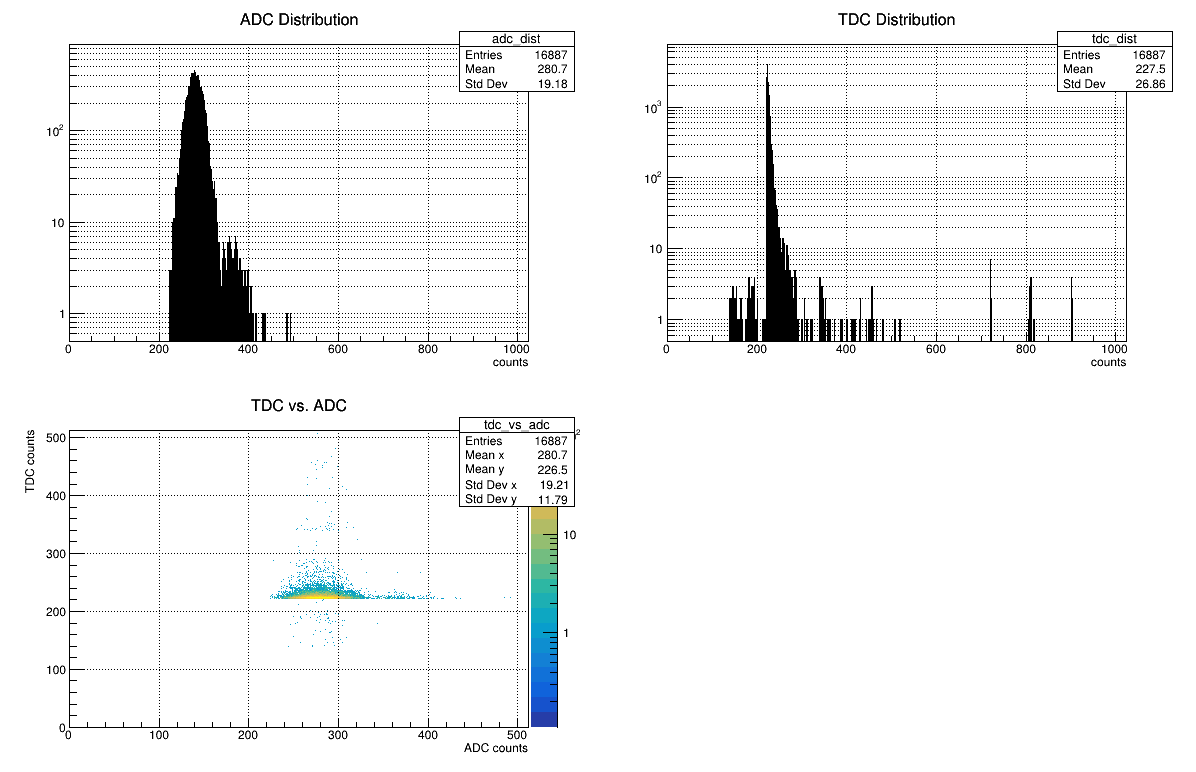 ADC Distribution
adc_dist
Entries 16887
Mean 280.7
Std Dev 19.18
10²
10
1
0 200 400 600 800 1000
counts
TDC Distribution
tdc_dist
Entries 16887
Mean 227.5
Std Dev 26.86
10³
10²
10
1
0 200 400 600 800 1000
counts
TDC vs. ADC
tdc_vs_adc
Entries 16887
Mean x 280.7
Mean y 226.5
Std Dev x 19.21
Std Dev y 11.79
TDC counts
500
400
300
200
100
0
0 100 200 300 400 500
ADC counts
2
10
1